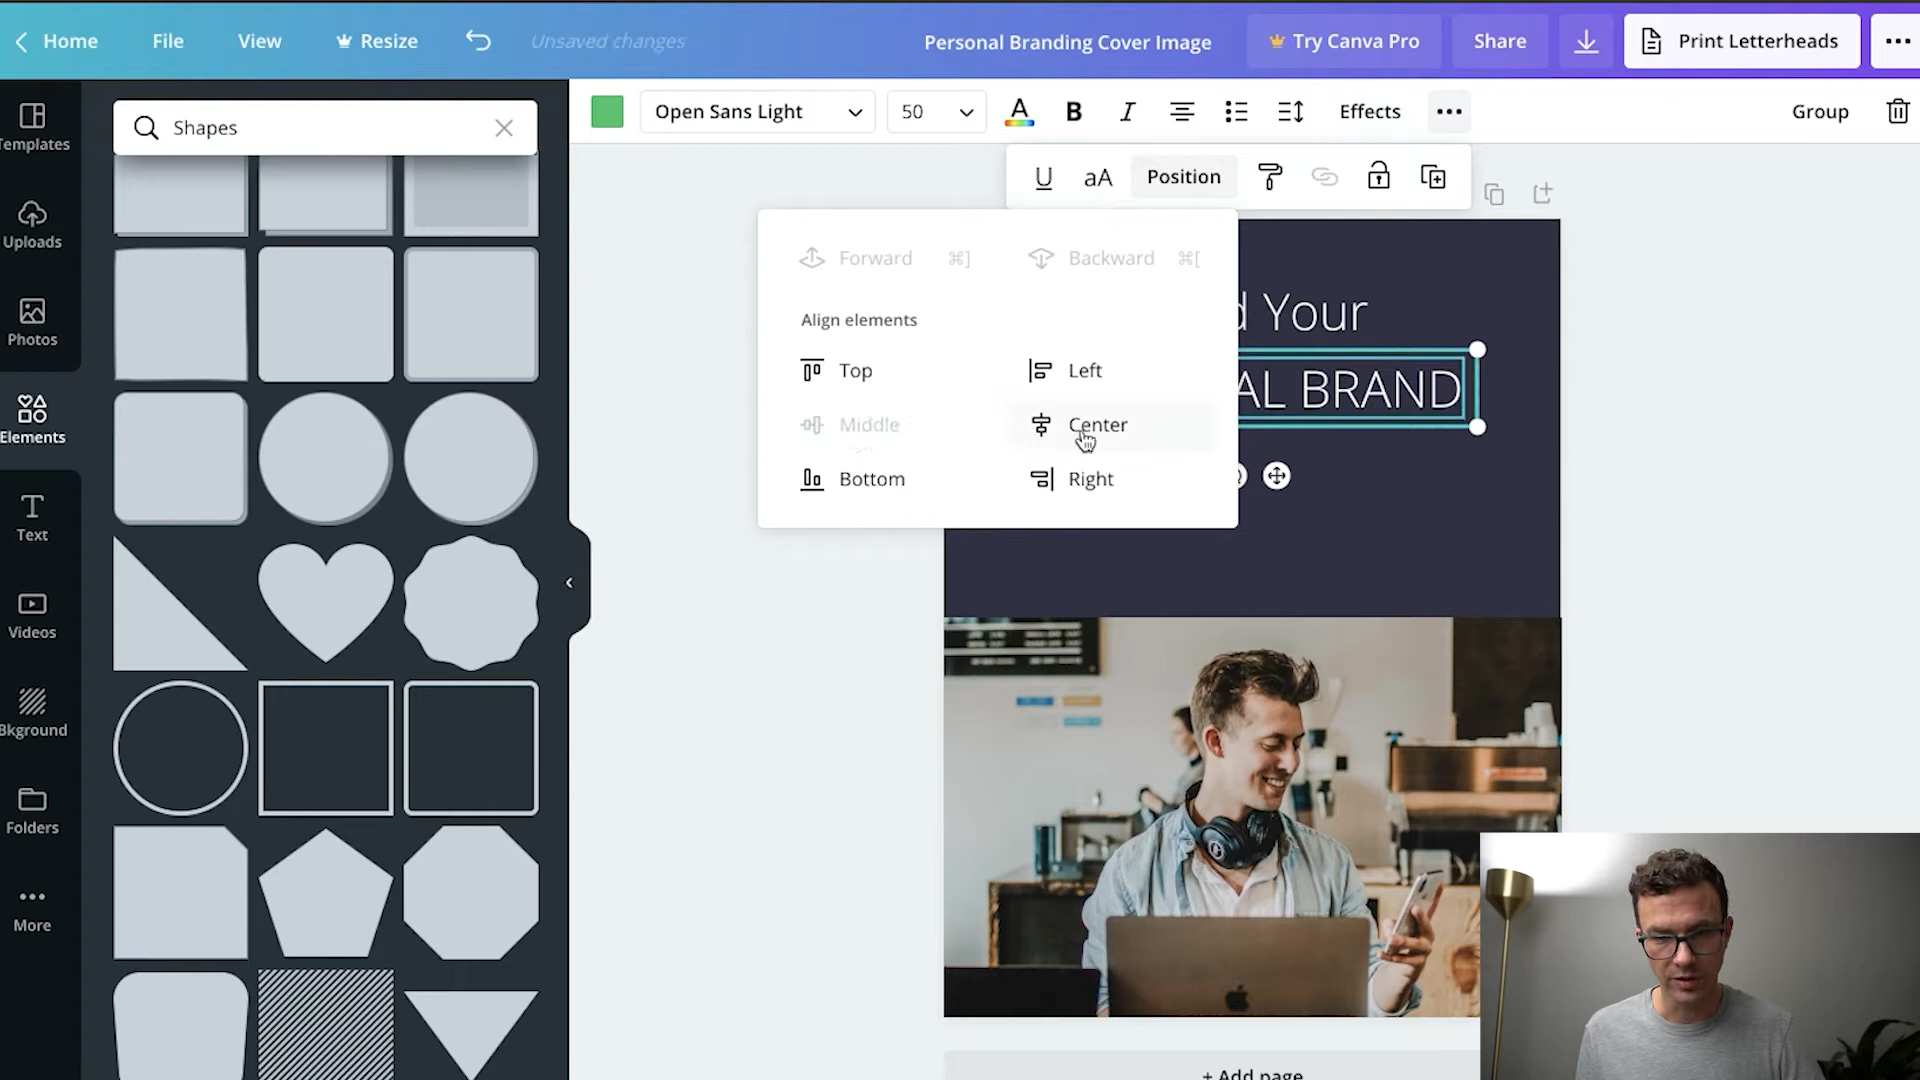 Home
File
View
Resize
Unsaved changes
Personal Branding Cover Image
Try Canva Pro
Share
Print Letterheads
Shapes
Open Sans Light
50
A
B
I
Effects
Group
U
aA
Position
Templates
Uploads
Photos
Elements
Text
Videos
Bkground
Folders
More
Forward
⌘]
Backward
⌘[
Align elements
Top
Left
Middle
Center
Bottom
Right
d Your
AL BRAND
+ Add page